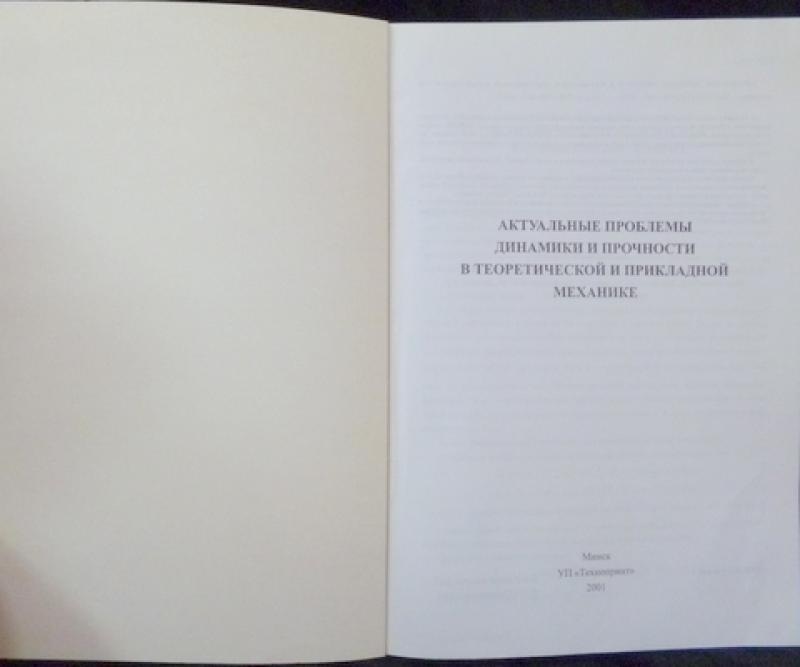 АКТУАЛЬНЫЕ ПРОБЛЕМЫ
ДИНАМИКИ И ПРОЧНОСТИ
В ТЕОРЕТИЧЕСКОЙ И ПРИКЛАДНОЙ
МЕХАНИКЕ
Минск
УП «Технопринт»
2001